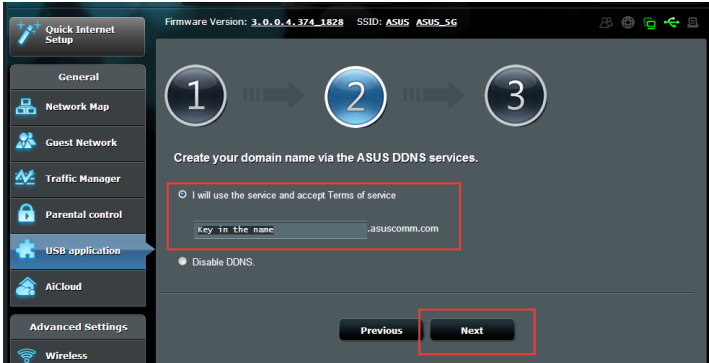 Quick Internet
Setup
Firmware Version: 3.0.0.4.374_1828 SSID: ASUS ASUS_5G
General
Network Map
Guest Network
Traffic Manager
Parental control
USB application
AiCloud
Advanced Settings
Wireless
1
2
3
Create your domain name via the ASUS DDNS services.
I will use the service and accept Terms of service
Key in the name .asuscomm.com
Disable DDNS.
Previous Next